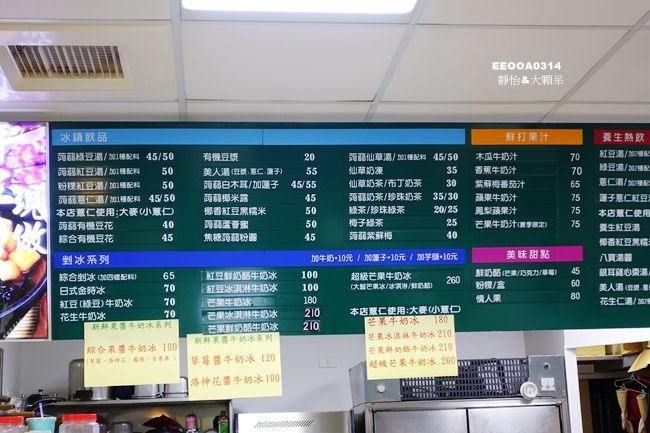 EEOOA0314
靜怡&大顆呆
冰鎮飲品
蒟蒻綠豆湯/加1種配料 45/50
蒟蒻紅豆湯/加1種配料 45/50
粉粿紅豆湯/加1種配料 45/50
蒟蒻薏仁湯/加1種配料 45/50
本店薏仁使用:大麥(小薏仁)
蒟蒻有機豆花 40
綜合有機豆花 45
有機豆漿 20
美人湯(豆漿.薏仁.蓮子) 55
蒟蒻白木耳/加蓮子 45/55
蒟蒻椰米露 45
椰香紅豆黑糯米 50
蒟蒻蘆薈蜜 50
焦糖蒟蒻粉圓 45
蒟蒻仙草湯/加1種配料 45/50
仙草奶凍 35
仙草奶茶/布丁奶茶 30
蒟蒻奶茶/珍珠奶茶 35/30
綠茶/珍珠綠茶 20/25
梅子綠茶 25
蒟蒻紫蘇梅 40
鮮打果汁
木瓜牛奶汁 70
香蕉牛奶汁 70
紫蘇梅蕃茄汁 65
蘋果牛奶汁 75
鳳梨蘋果汁 75
芒果牛奶汁(夏季限定) 75
養生熱飲
紅豆湯/加1種配
綠豆湯/加1種配
薏仁湯/加1種配
蓮子薏仁紅豆
本店薏仁使用
養生紅豆湯
椰香紅豆黑糯
八寶湯圓
銀耳雞心棗湯
美人湯(豆漿.薏
花生仁湯/加1種
剉冰系列 加牛奶+10元 / 加蓮子+10元 / 加芋頭+10元
綜合剉冰(加四樣配料) 65
日式金時冰 70
紅豆(綠豆)牛奶冰 70
花生牛奶冰 70
紅豆鮮奶酪牛奶冰 100
紅豆冰淇淋牛奶冰 100
芒果牛奶冰 180
芒果冰淇淋牛奶冰 210
芒果鮮奶酪牛奶冰 210
超級芒果牛奶冰 260
(大盤芒果冰/冰淇淋/鮮奶酪)
本店薏仁使用:大麥(小薏仁)
美味甜點
鮮奶酪(芒果/巧克力/草莓) 45
粉粿/盒 60
情人果 80
新鮮果醬牛奶冰系列
綜合果醬牛奶冰 100
(草莓、洛神花、鳳梨、百香果)
新鮮果醬牛奶冰系列
草莓醬牛奶冰 120
洛神花醬牛奶冰 100
芒果牛奶冰 180
芒果冰淇淋牛奶冰 210
芒果鮮奶酪牛奶冰 210
超級芒果牛奶冰 260